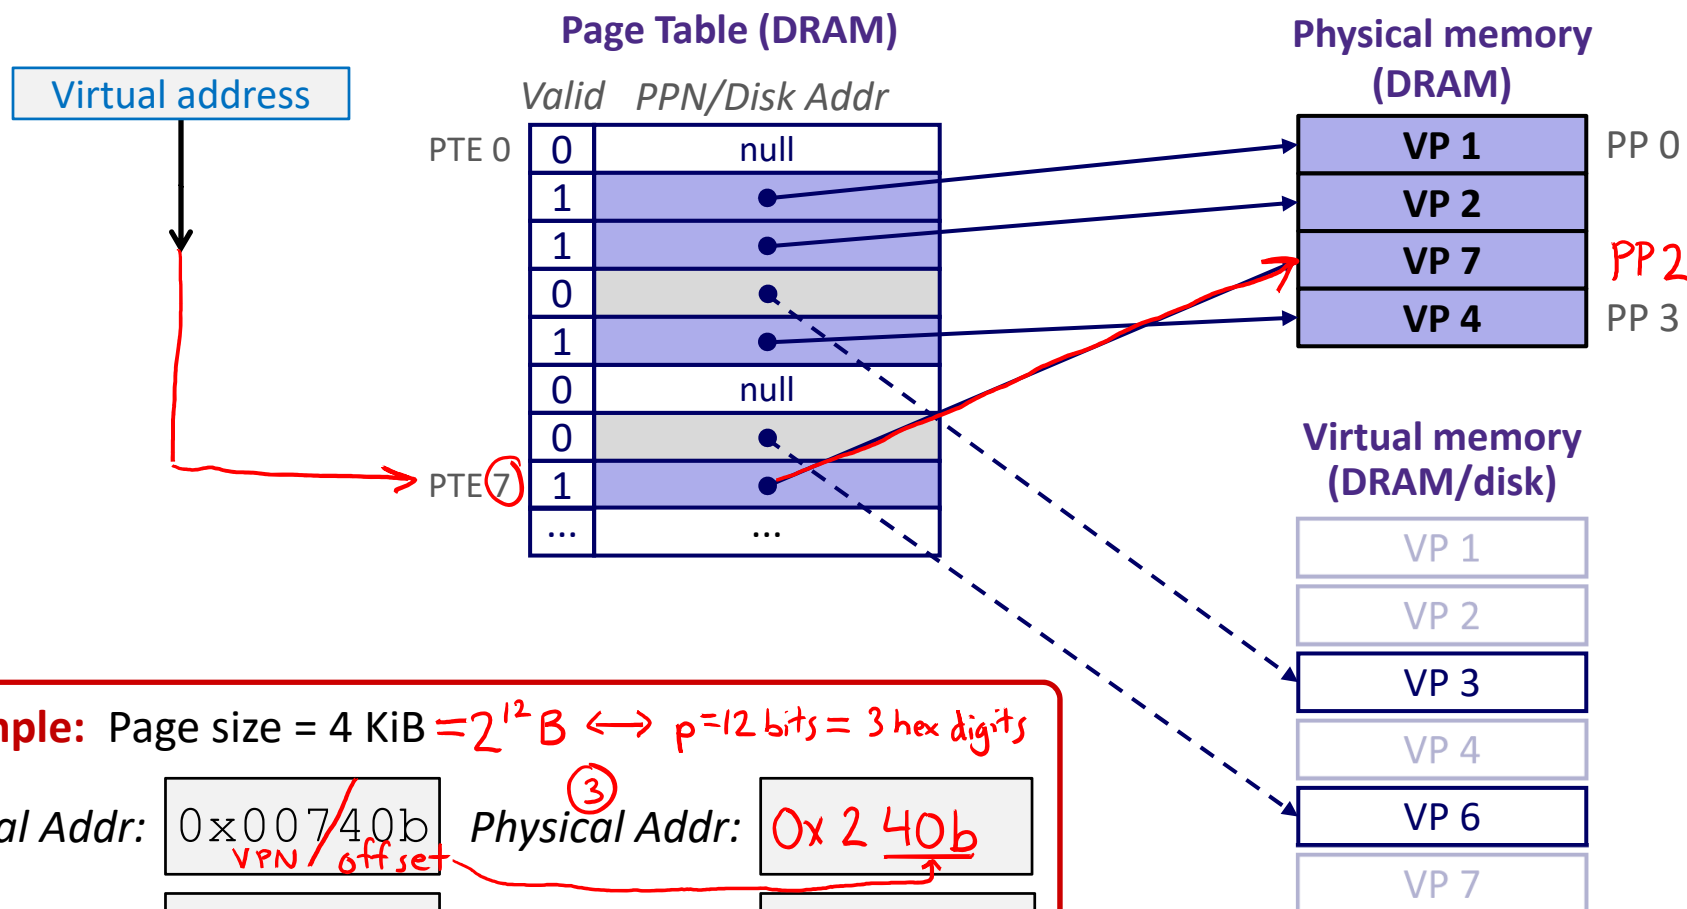 Page Table (DRAM)
Physical memory
(DRAM)
Virtual address
Valid PPN/Disk Addr
PTE 0 0 null
1
1
0
1
0 null
0
PTE 7 1
... ...
VP 1 PP 0
VP 2
VP 7 PP 2
VP 4 PP 3
Virtual memory
(DRAM/disk)
VP 1
VP 2
VP 3
VP 4
VP 6
VP 7
mple: Page size = 4 KiB = 2^12 B ⟷ p=12 bits = 3 hex digits
3
al Addr: 0x00740b Physical Addr: 0x 2 40b
VPN / offset